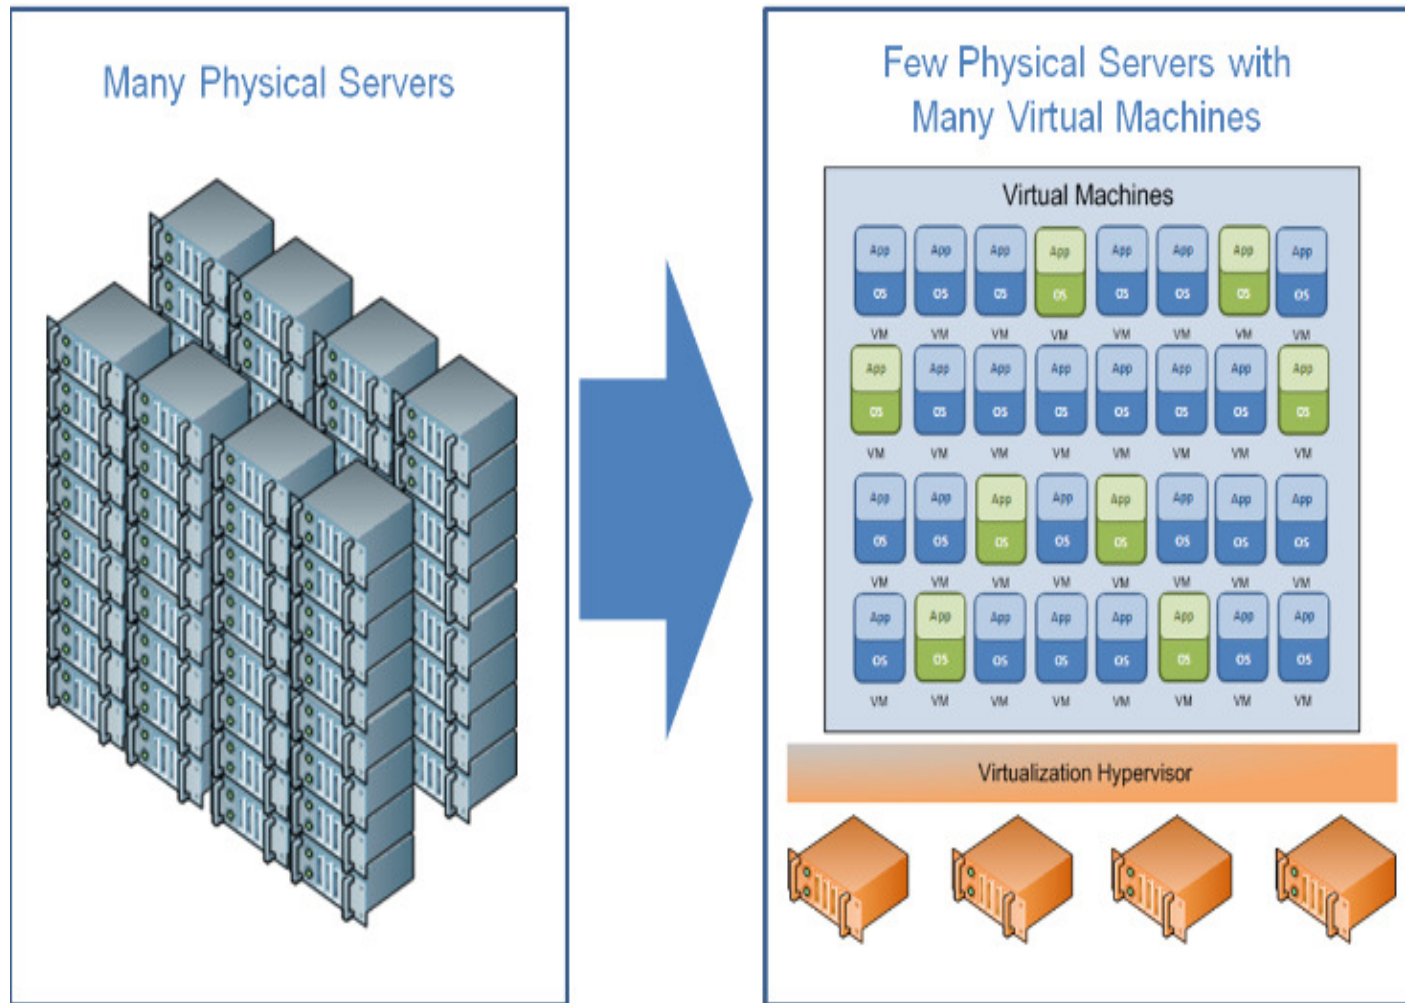 Many Physical Servers
Few Physical Servers with
Many Virtual Machines
Virtual Machines
App App App App App App App App
OS OS OS OS OS OS OS OS
VM VM VM VM VM VM VM VM
App App App App App App App App
OS OS OS OS OS OS OS OS
VM VM VM VM VM VM VM VM
App App App App App App App App
OS OS OS OS OS OS OS OS
VM VM VM VM VM VM VM VM
App App App App App App App App
OS OS OS OS OS OS OS OS
VM VM VM VM VM VM VM VM
Virtualization Hypervisor